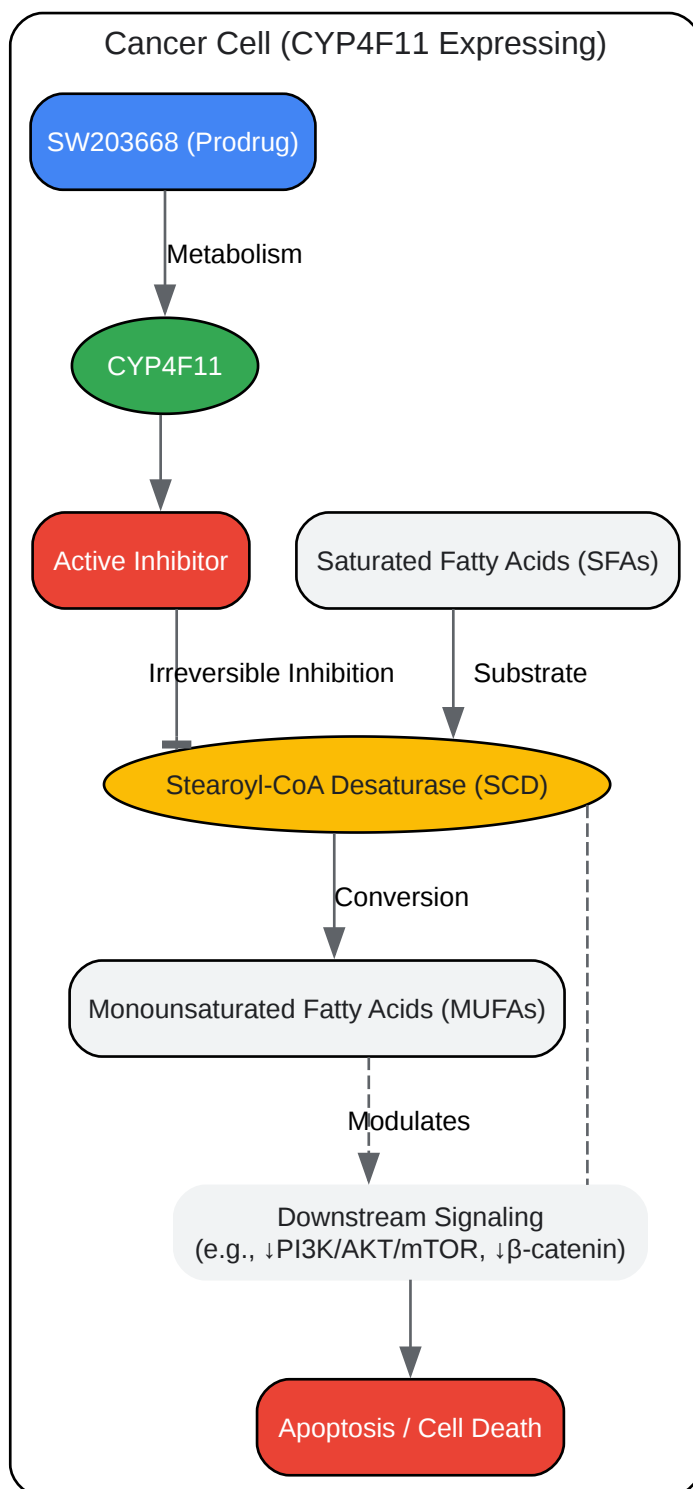 Cancer Cell (CYP4F11 Expressing)
SW203668 (Prodrug)
Metabolism
CYP4F11
Active Inhibitor
Saturated Fatty Acids (SFAs)
Irreversible Inhibition
Substrate
Stearoyl-CoA Desaturase (SCD)
Conversion
Monounsaturated Fatty Acids (MUFAs)
Modulates
Downstream Signaling
(e.g., ↓PI3K/AKT/mTOR, ↓β-catenin)
Apoptosis / Cell Death